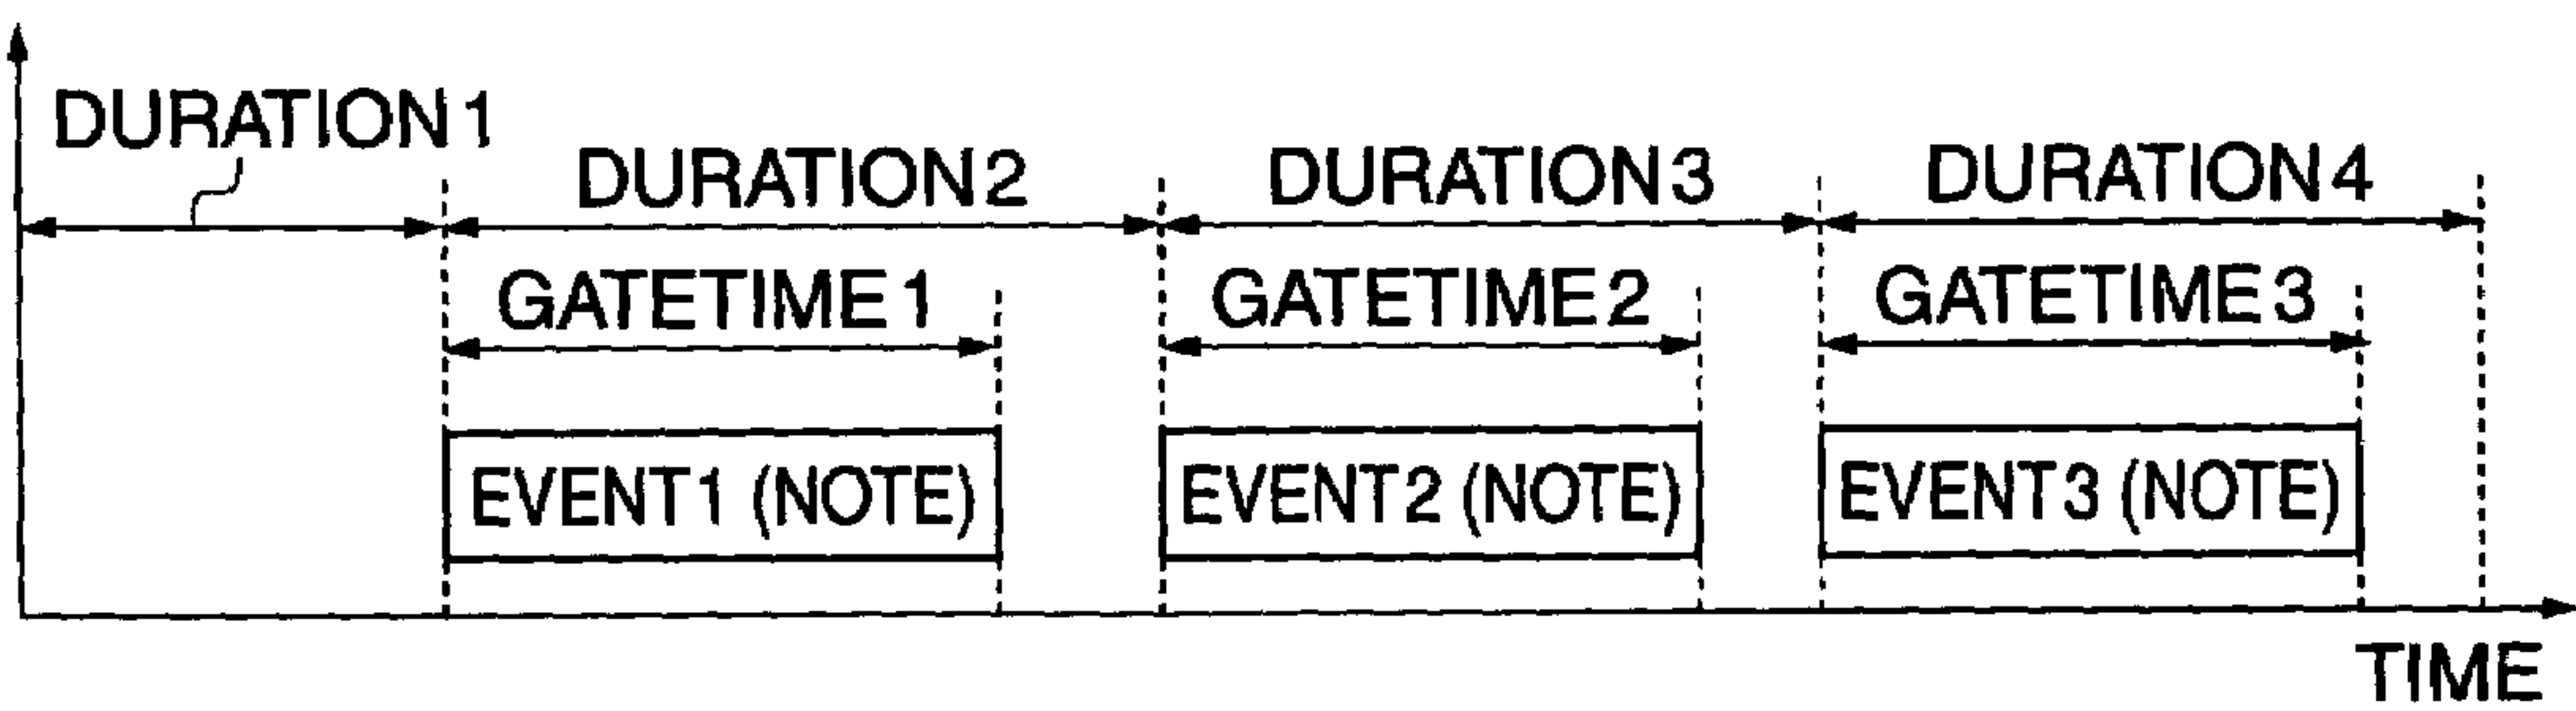 DURATION1
DURATION2 DURATION3 DURATION4
GATETIME1 GATETIME2 GATETIME3
EVENT1 (NOTE) EVENT2 (NOTE) EVENT3 (NOTE)
TIME